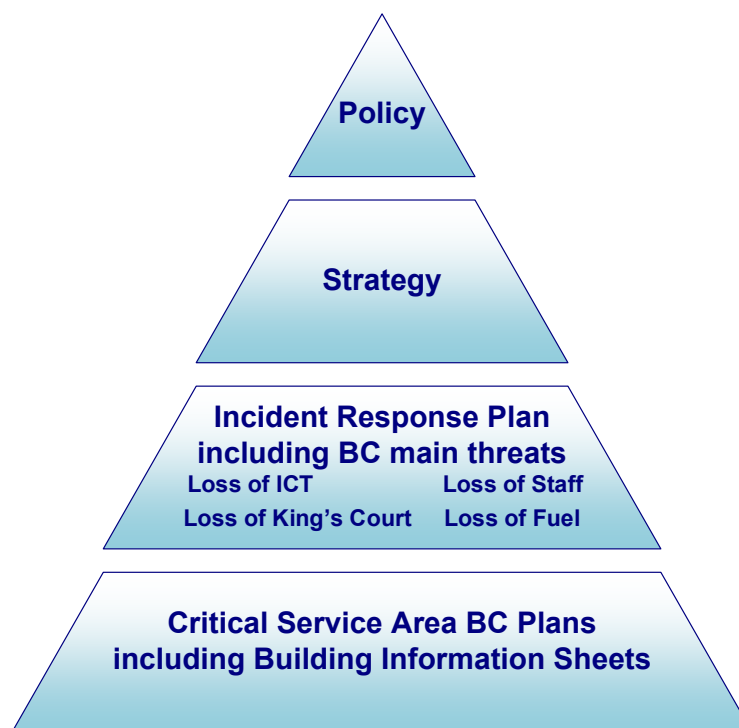 Policy
Strategy
Incident Response Plan
including BC main threats
Loss of ICT Loss of Staff
Loss of King’s Court Loss of Fuel
Critical Service Area BC Plans
including Building Information Sheets